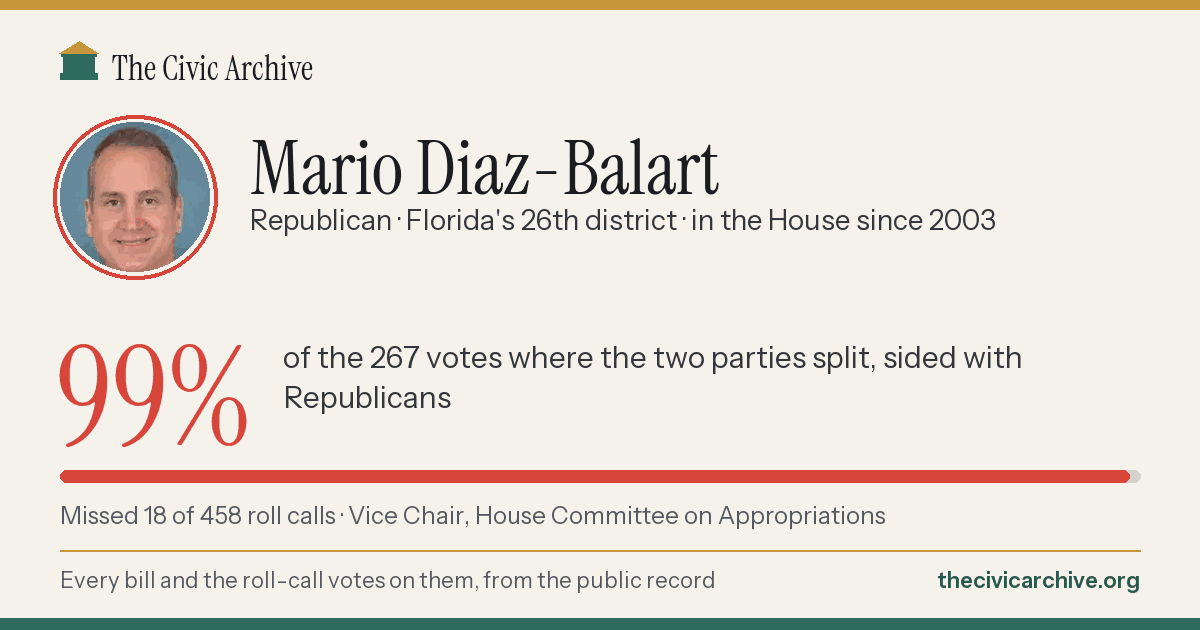 The Civic Archive
Mario Diaz-Balart
Republican · Florida's 26th district · in the House since 2003
99%
of the 267 votes where the two parties split, sided with
Republicans
Missed 18 of 458 roll calls · Vice Chair, House Committee on Appropriations
Every bill and the roll-call votes on them, from the public record
thecivicarchive.org